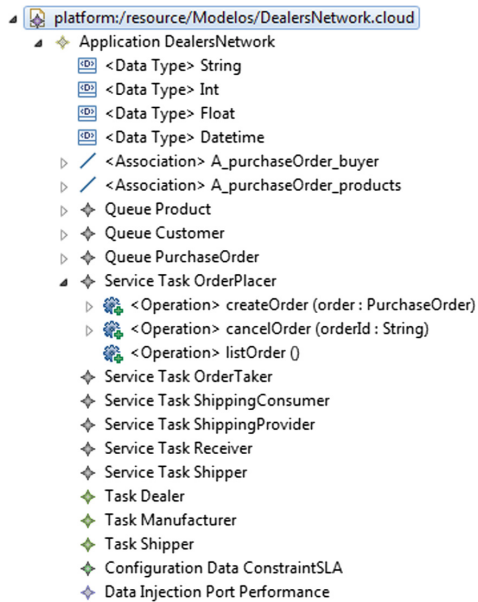 platform:/resource/Modelos/DealersNetwork.cloud
Application DealersNetwork
<Data Type> String
<Data Type> Int
<Data Type> Float
<Data Type> Datetime
<Association> A_purchaseOrder_buyer
<Association> A_purchaseOrder_products
Queue Product
Queue Customer
Queue PurchaseOrder
Service Task OrderPlacer
<Operation> createOrder (order : PurchaseOrder)
<Operation> cancelOrder (orderId : String)
<Operation> listOrder ()
Service Task OrderTaker
Service Task ShippingConsumer
Service Task ShippingProvider
Service Task Receiver
Service Task Shipper
Task Dealer
Task Manufacturer
Task Shipper
Configuration Data ConstraintSLA
Data Injection Port Performance